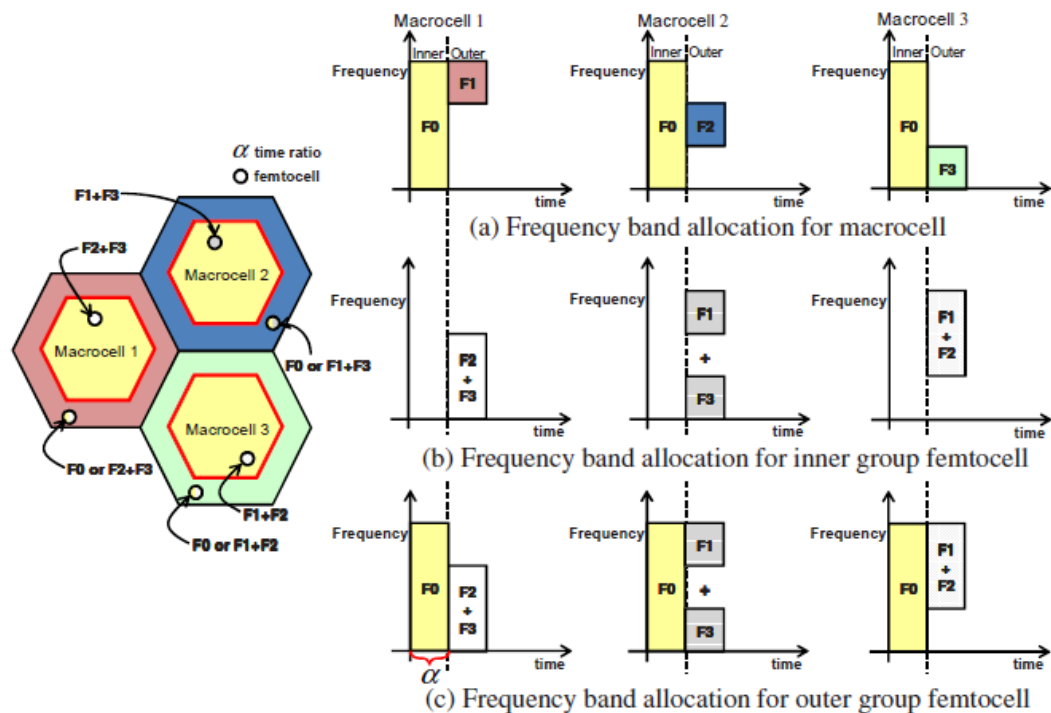 α time ratio
femtocell
F1+F3
F2+F3
Macrocell 2
Macrocell 1
F0 or F1+F3
Macrocell 3
F0 or F2+F3
F1+F2
F0 or F1+F2
Macrocell 1
Macrocell 2
Macrocell 3
Inner Outer
Inner Outer
Inner Outer
Frequency
Frequency
Frequency
F0
F1
F0
F2
F0
F3
time
time
time
(a) Frequency band allocation for macrocell
Frequency
Frequency
Frequency
F2
+
F3
F1
+
F3
F1
+
F2
time
time
time
(b) Frequency band allocation for inner group femtocell
Frequency
Frequency
Frequency
F0
F2
+
F3
F0
F1
+
F3
F0
F1
+
F2
α
time
time
time
(c) Frequency band allocation for outer group femtocell